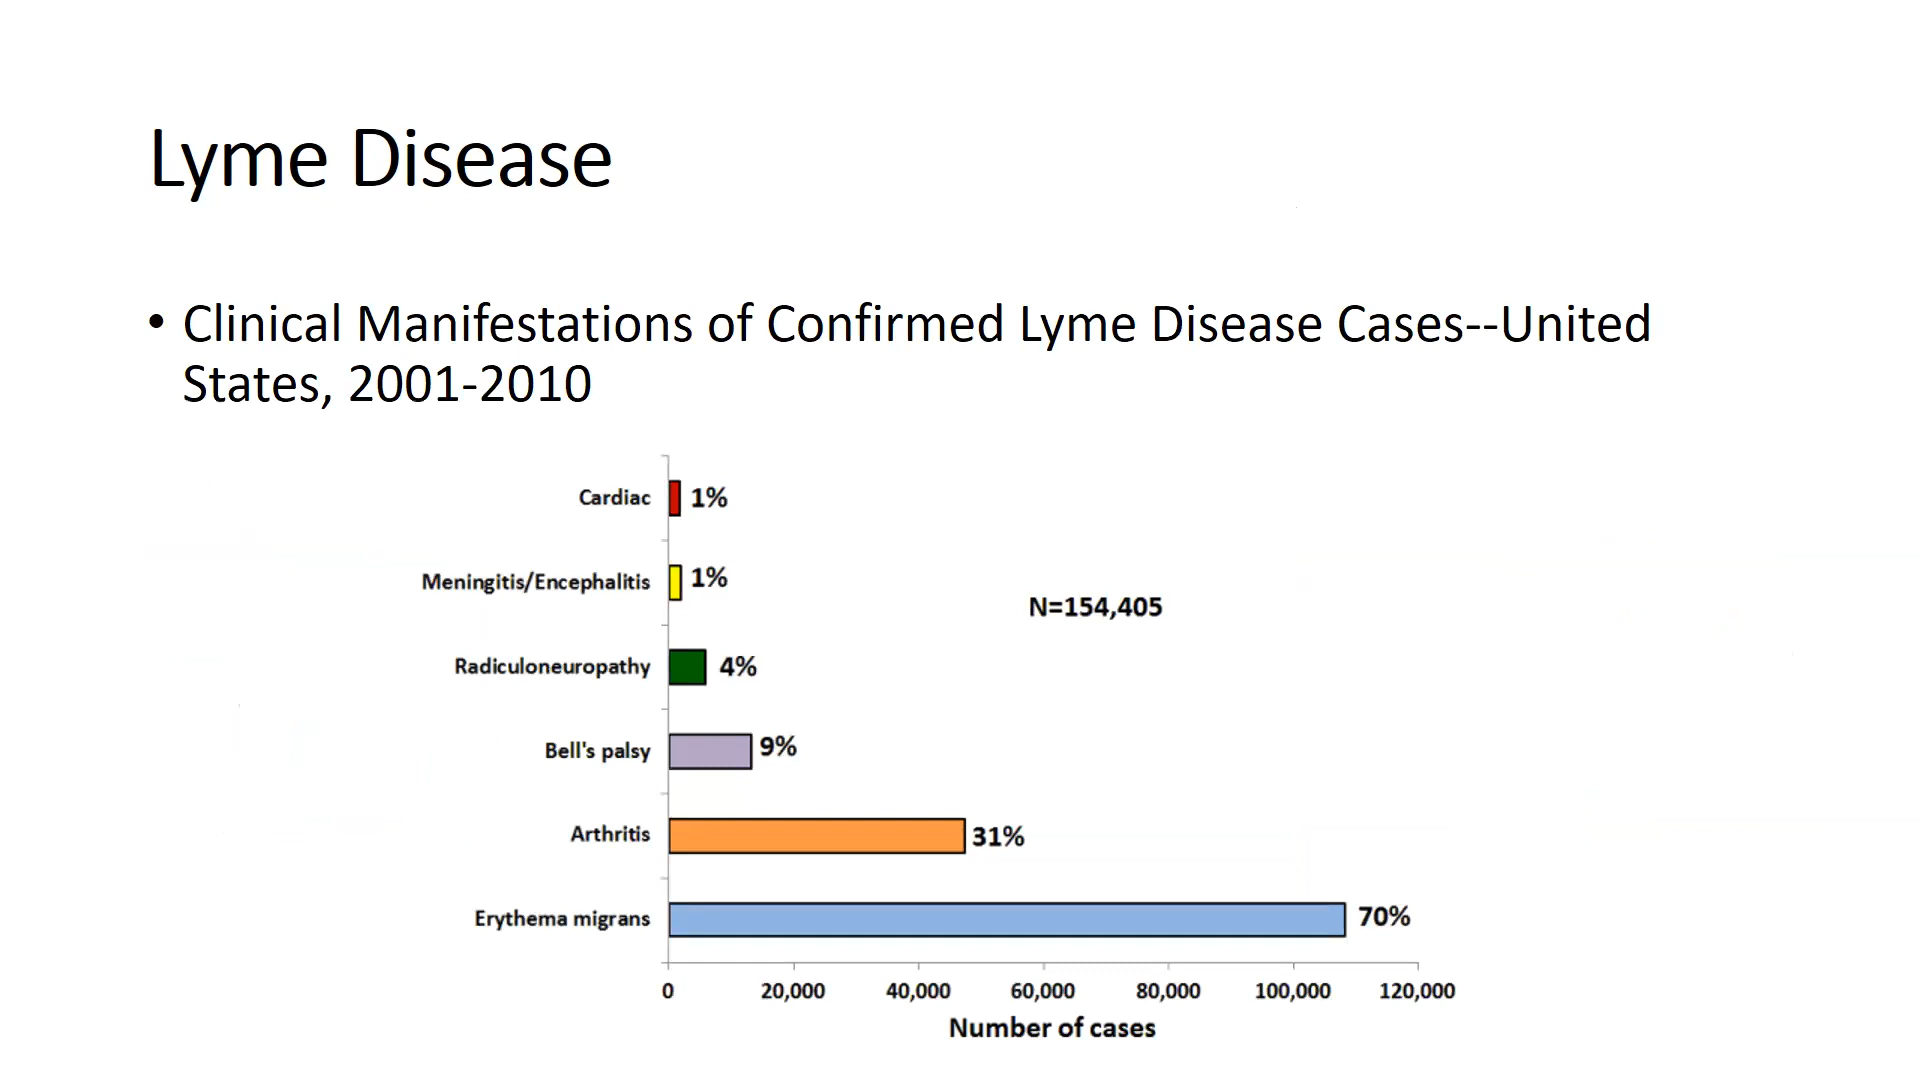 Lyme Disease
• Clinical Manifestations of Confirmed Lyme Disease Cases--United
States, 2001-2010
Cardiac 1%
Meningitis/Encephalitis 1%
N=154,405
Radiculoneuropathy 4%
Bell's palsy 9%
Arthritis 31%
Erythema migrans 70%
0 20,000 40,000 60,000 80,000 100,000 120,000
Number of cases